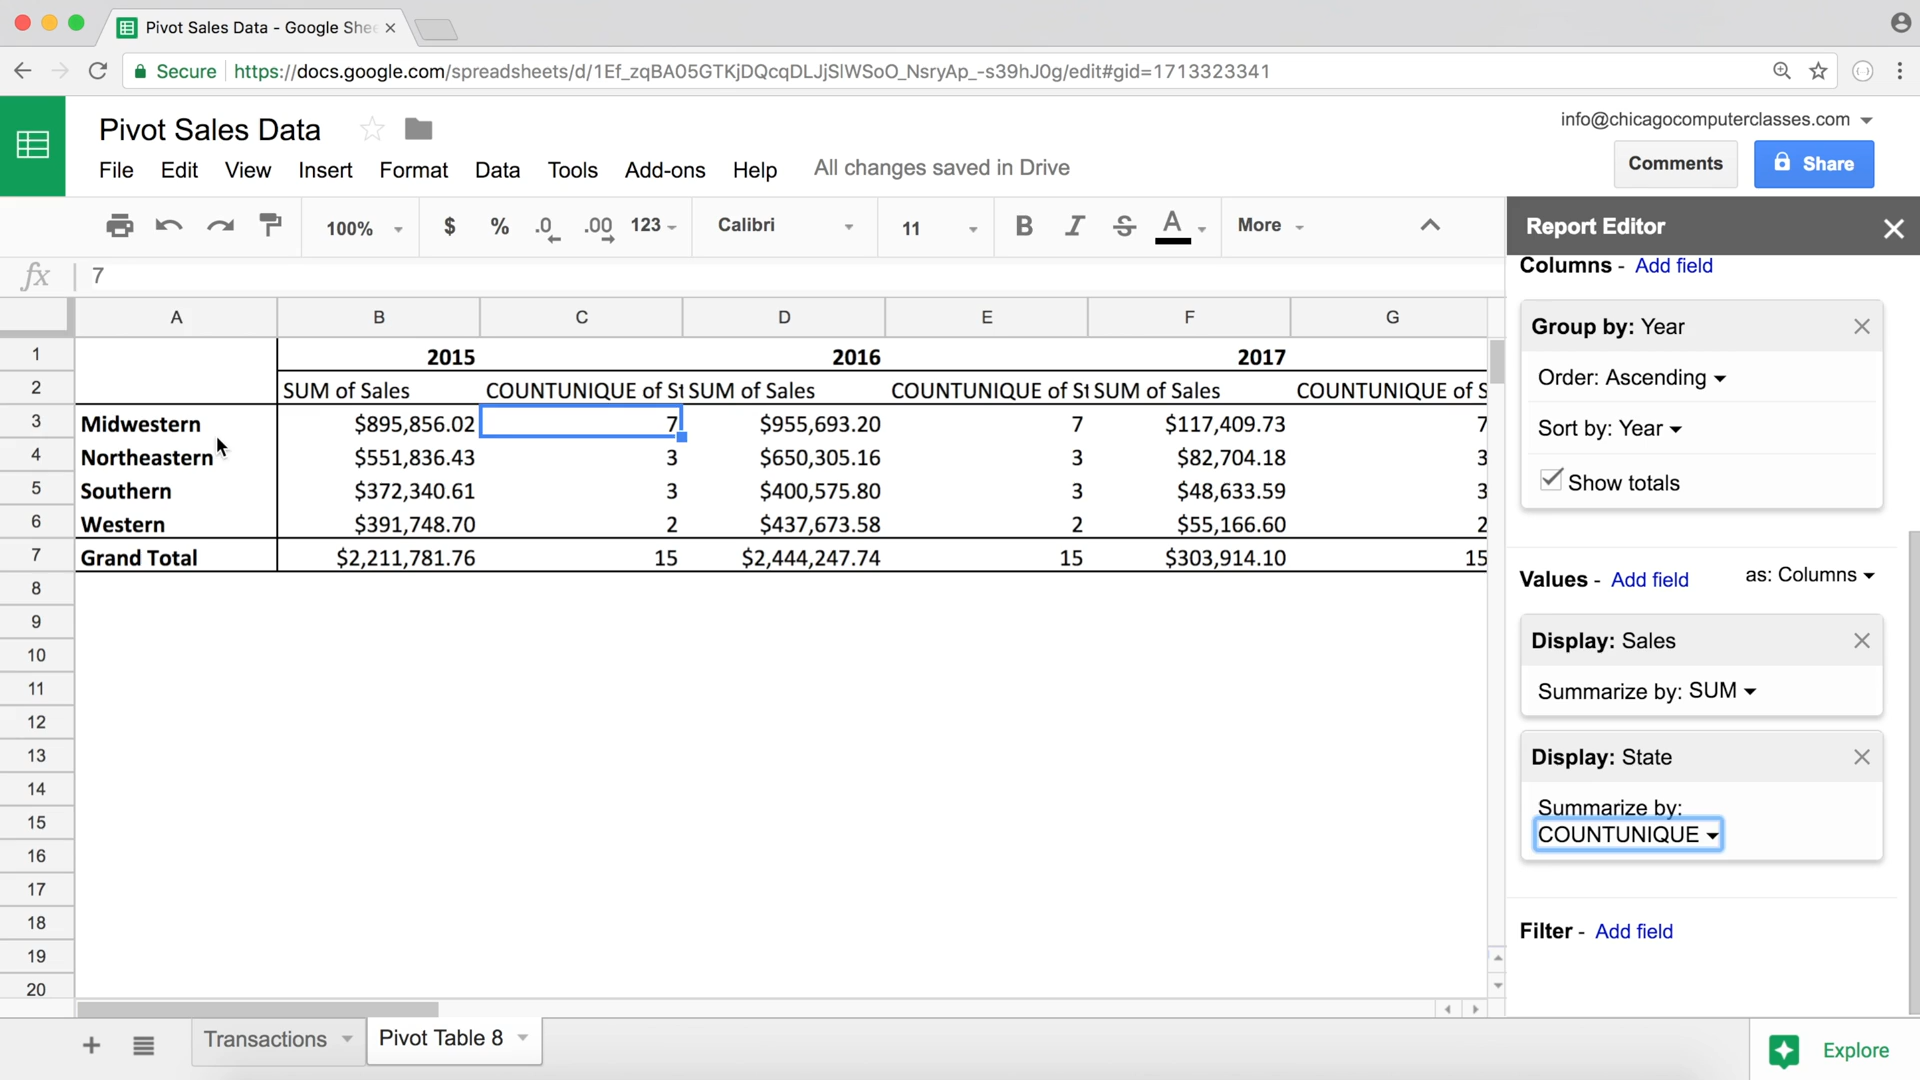 Pivot Sales Data - Google Shee
Secure https://docs.google.com/spreadsheets/d/1Ef_zqBA05GTKjDQcqDLJjSlWSoO_NsryAp_-s39hJ0g/edit#gid=1713323341
Pivot Sales Data
info@chicagocomputerclasses.com
File Edit View Insert Format Data Tools Add-ons Help All changes saved in Drive
Comments Share
100% $ % .0 .00 123 Calibri 11 B I S A More
Report Editor
fx 7
Columns - Add field
A B C D E F G
Group by: Year
1 2015 2016 2017
Order: Ascending
2 SUM of Sales COUNTUNIQUE of St SUM of Sales COUNTUNIQUE of St SUM of Sales COUNTUNIQUE of S
3 Midwestern $895,856.02 7 $955,693.20 7 $117,409.73 7
Sort by: Year
4 Northeastern $551,836.43 3 $650,305.16 3 $82,704.18 3
5 Southern $372,340.61 3 $400,575.80 3 $48,633.59 3
Show totals
6 Western $391,748.70 2 $437,673.58 2 $55,166.60 2
7 Grand Total $2,211,781.76 15 $2,444,247.74 15 $303,914.10 15
Values - Add field as: Columns
8
9
Display: Sales
10
11
Summarize by: SUM
12
13
Display: State
14
15
Summarize by:
COUNTUNIQUE
16
17
18
Filter - Add field
19
20
Transactions Pivot Table 8
Explore